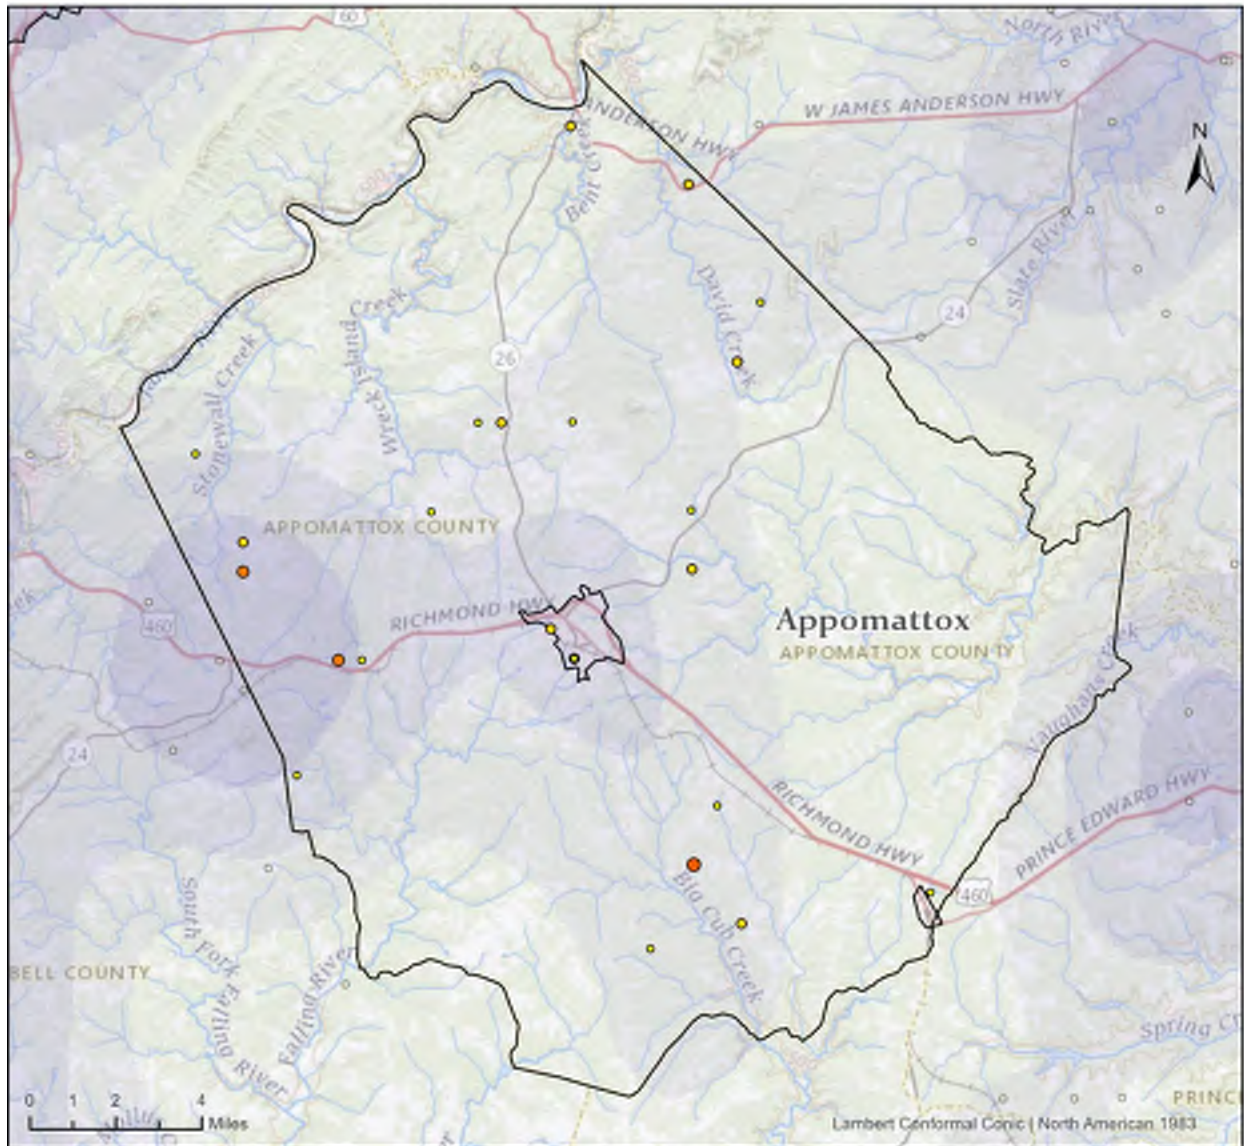 60
North River
W JAMES ANDERSON HWY
ANDERSON HWY
N
Bent Creek
500
Slate River
David Creek
24
Creek
Wreck Island
26
Stonewall Creek
APPOMATTOX COUNTY
RICHMOND HWY
460
Appomattox
APPOMATTOX COUNTY
Vaughans Creek
24
RICHMOND HWY
PRINCE EDWARD HWY
460
Big Cub Creek
South Fork
Falling
River
Falling River
BELL COUNTY
Spring Cr
PRINC
0 1 2 4
Miles
Lambert Conformal Conic | North American 1983